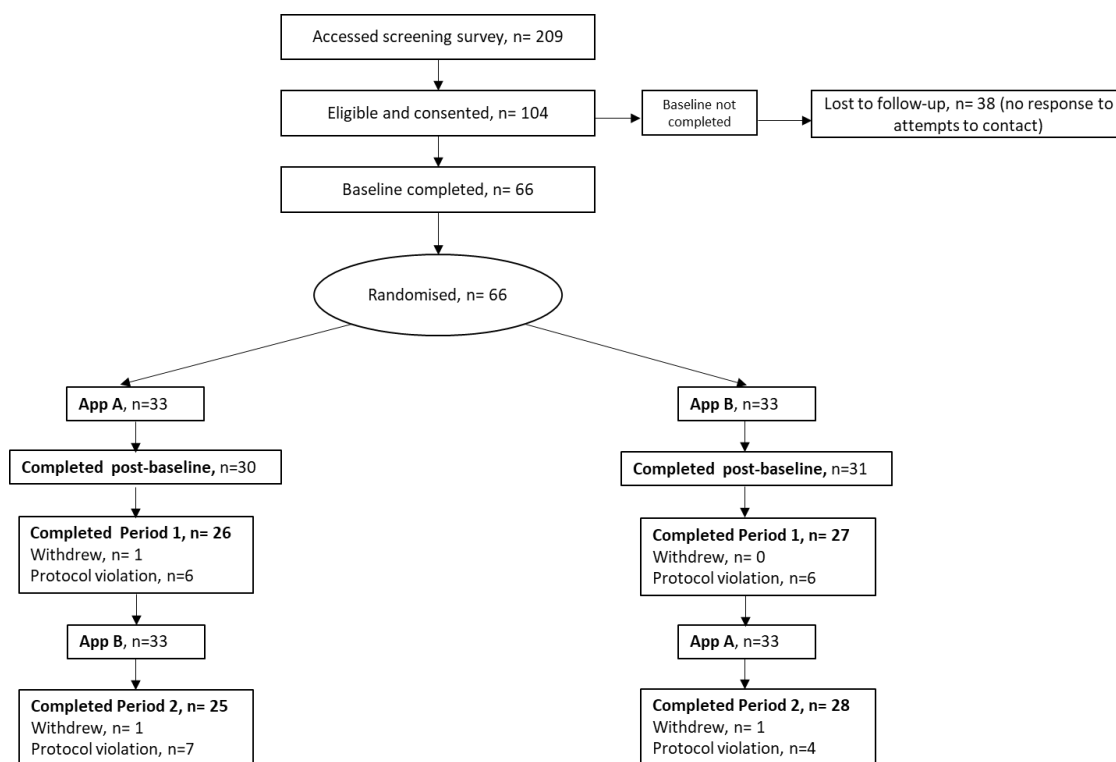 Accessed screening survey, n= 209
Eligible and consented, n= 104
Baseline not
completed
Lost to follow-up, n= 38 (no response to
attempts to contact)
Baseline completed, n= 66
Randomised, n= 66
App A, n=33
App B, n=33
Completed post-baseline, n=30
Completed post-baseline, n=31
Completed Period 1, n= 26
Withdrew, n= 1
Protocol violation, n=6
Completed Period 1, n= 27
Withdrew, n= 0
Protocol violation, n=6
App B, n=33
App A, n=33
Completed Period 2, n= 25
Withdrew, n= 1
Protocol violation, n=7
Completed Period 2, n= 28
Withdrew, n= 1
Protocol violation, n=4